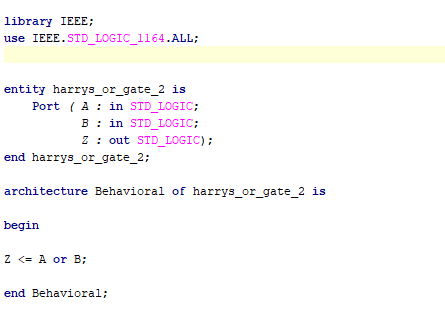 library IEEE;
use IEEE.STD_LOGIC_1164.ALL;
entity harrys_or_gate_2 is
Port ( A : in STD_LOGIC;
B : in STD_LOGIC;
Z : out STD_LOGIC);
end harrys_or_gate_2;
architecture Behavioral of harrys_or_gate_2 is
begin
Z <= A or B;
end Behavioral;